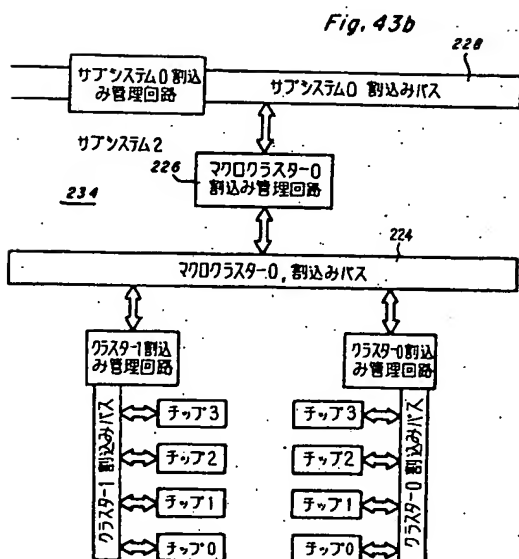 Fig. 43b
228
サブシステム0 割込
み管理回路
サブシステム0 割込みバス
サブシステム2
226
マクロクラスター0
割込み管理回路
234
224
マクロクラスター0, 割込みバス
クラスター1 割込
み管理回路
クラスター0 割込
み管理回路
クラスター1 割込みバス
チップ3
チップ2
チップ1
チップ0
チップ3
チップ2
チップ1
チップ0
クラスター0 割込みバス